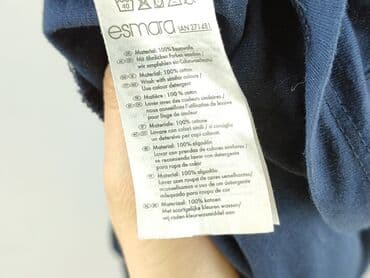 40
esmara IAN 271481
Material: 100% Baumwolle
Mit ähnlichen Farben waschen/
wir empfehlen ein Colorwaschm.
Material: 100% cotton
Wash with similar colours/
Use colour detergent
Matière: 100 % coton
Laver avec des couleurs similaires/
nous conseillons l'utilisation de
pour linge de couleur
Materiale: 100% cotone
Lavare con colori simili / si consiglia
un detersivo per capi colorati
Material: 100% algodón
Lavar con prendas de colores similares/
se recomienda lavar con detergente
para ropa de color
Material: 100% algodão
Lavar com roupa de cores semelhantes/
aconselhamos o uso de um detergente
adequado para roupa de cor
Materiaal: 100% katoen
Met soortgelijke kleuren wassen/
wij raden kleurwasmiddel aan